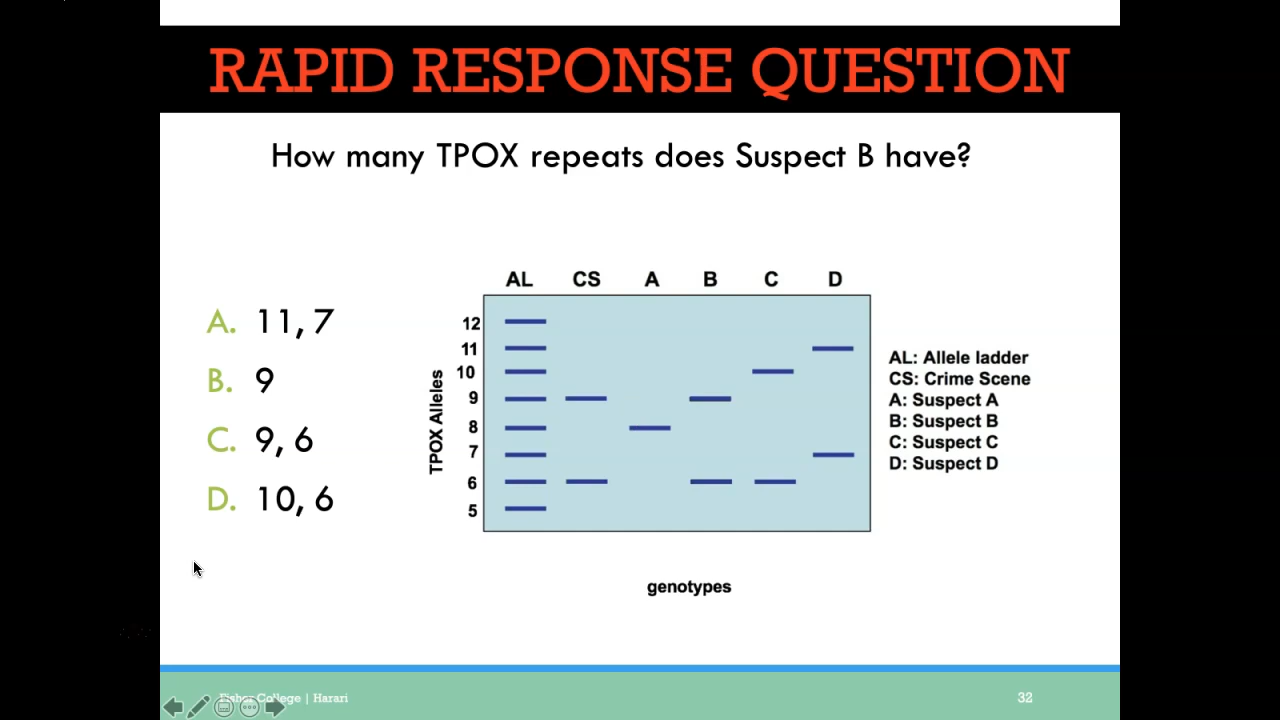 RAPID RESPONSE QUESTION
How many TPOX repeats does Suspect B have?
A. 11, 7
B. 9
C. 9, 6
D. 10, 6
AL CS A B C D
12
11
10
9
8
7
6
5
TPOX Alleles
genotypes
AL: Allele ladder
CS: Crime Scene
A: Suspect A
B: Suspect B
C: Suspect C
D: Suspect D
Fisher College | Harari
32